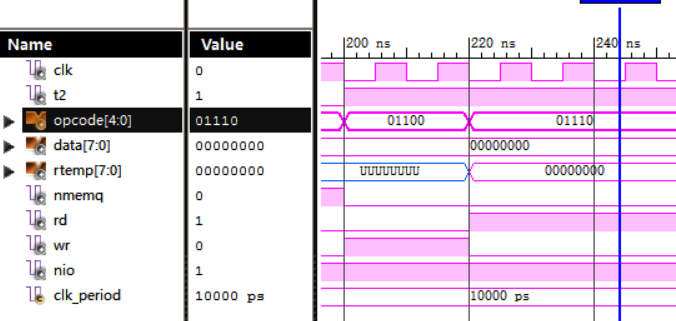 200 ns 220 ns 240 ns
Name Value
clk 0
t2 1
opcode[4:0] 01110 01100 01110
data[7:0] 00000000 00000000
rtemp[7:0] 00000000 UUUUUUUU 00000000
nmemq 0
rd 1
wr 0
nio 1
clk_period 10000 ps 10000 ps